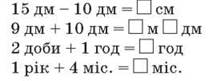 15 дм – 10 дм = □ см
9 дм + 10 дм = □ м □ дм
2 доби + 1 год = □ год
1 рік + 4 міс. = □ міс.